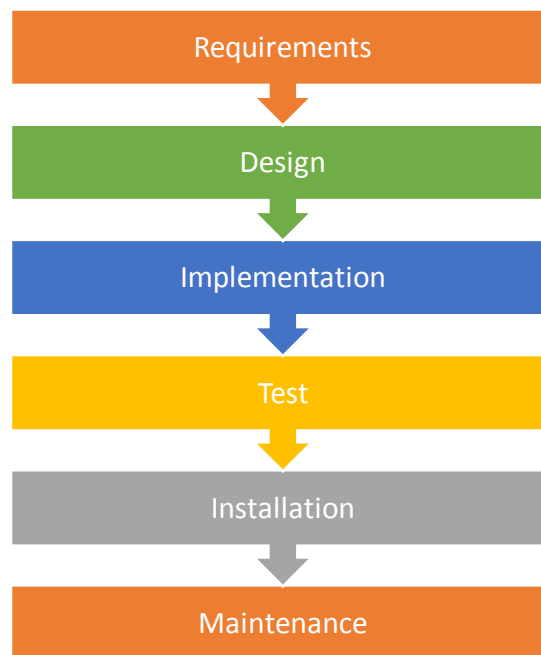 Requirements
Design
Implementation
Test
Installation
Maintenance